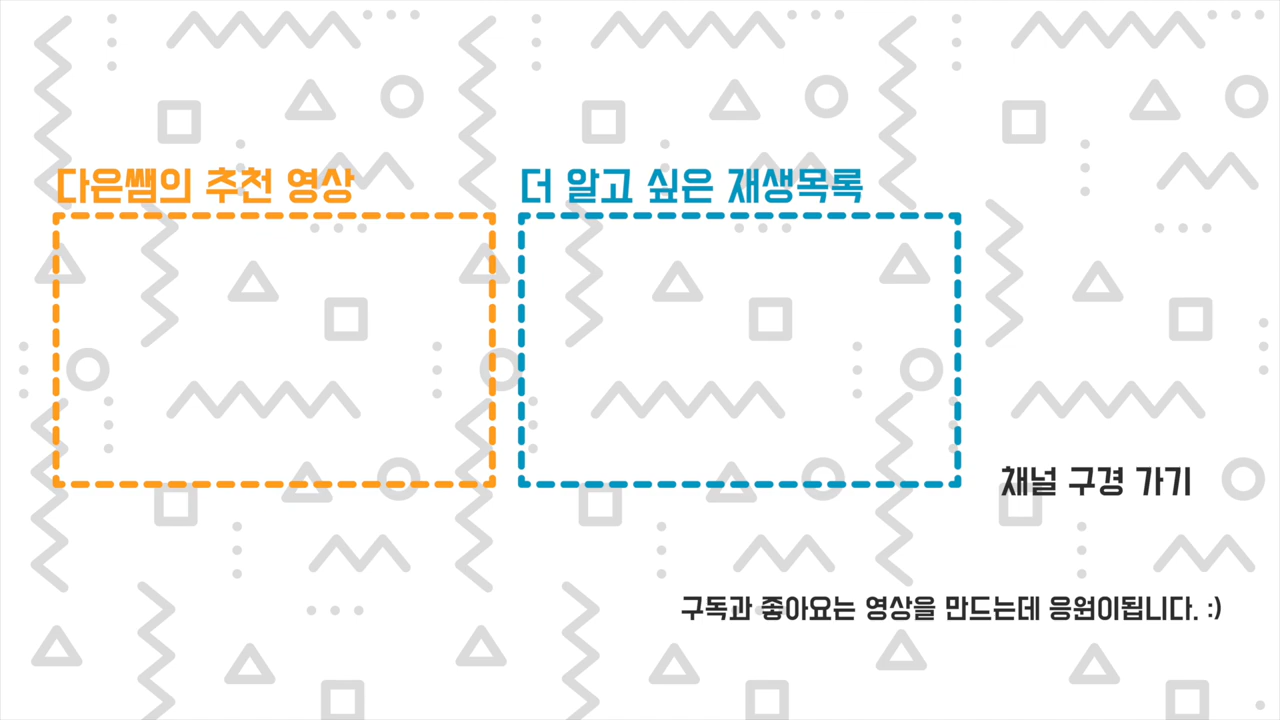 다은쌤의 추천 영상
더 알고 싶은 재생목록
채널 구경 가기
구독과 좋아요는 영상을 만드는데 응원이됩니다. :)